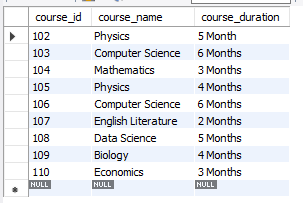 course_id course_name course_duration
102 Physics 5 Month
103 Computer Science 6 Months
104 Mathematics 3 Months
105 Physics 4 Months
106 Computer Science 6 Months
107 English Literature 2 Months
108 Data Science 5 Months
109 Biology 4 Months
110 Economics 3 Months
NULL NULL NULL